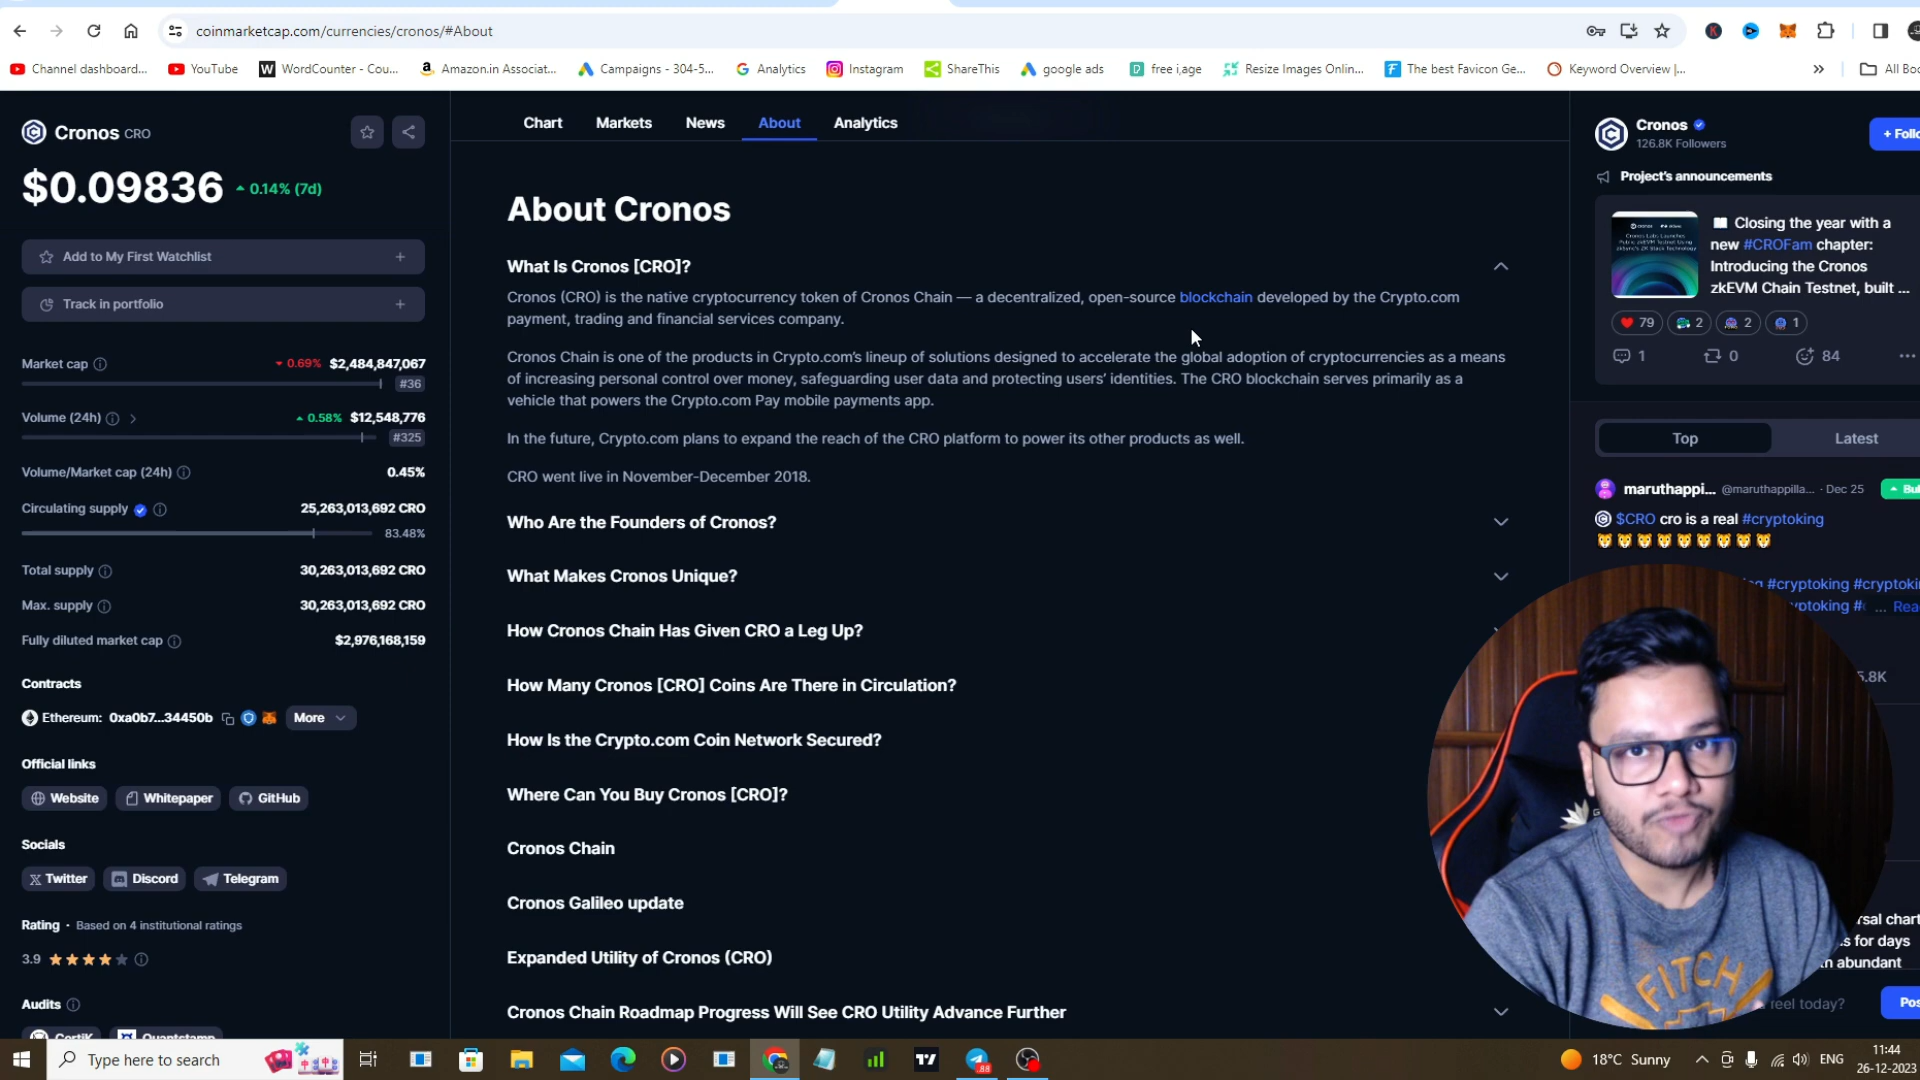 coinmarketcap.com/currencies/cronos/#About
Channel dashboard...
YouTube
WordCounter - Cou...
Amazon.in Associat...
Campaigns - 304-5...
Analytics
Instagram
ShareThis
google ads
free i,age
Resize Images Onlin...
The best Favicon Ge...
Keyword Overview |...
»
All Boo
Cronos CRO
$0.09836 0.14% (7d)
Add to My First Watchlist +
Track in portfolio +
Market cap 0.69% $2,484,847,067
#36
Volume (24h) 0.58% $12,548,776
#325
Volume/Market cap (24h) 0.45%
Circulating supply 25,263,013,692 CRO
83.48%
Total supply 30,263,013,692 CRO
Max. supply 30,263,013,692 CRO
Fully diluted market cap $2,976,168,159
Contracts
Ethereum: 0xa0b7...34450b More
Official links
Website Whitepaper GitHub
Socials
Twitter Discord Telegram
Rating · Based on 4 institutional ratings
3.9
Audits
CertiK Quantstamp
Chart Markets News About Analytics
About Cronos
What Is Cronos [CRO]?
Cronos (CRO) is the native cryptocurrency token of Cronos Chain — a decentralized, open-source blockchain developed by the Crypto.com
payment, trading and financial services company.
Cronos Chain is one of the products in Crypto.com's lineup of solutions designed to accelerate the global adoption of cryptocurrencies as a means
of increasing personal control over money, safeguarding user data and protecting users' identities. The CRO blockchain serves primarily as a
vehicle that powers the Crypto.com Pay mobile payments app.
In the future, Crypto.com plans to expand the reach of the CRO platform to power its other products as well.
CRO went live in November-December 2018.
Who Are the Founders of Cronos?
What Makes Cronos Unique?
How Cronos Chain Has Given CRO a Leg Up?
How Many Cronos [CRO] Coins Are There in Circulation?
How Is the Crypto.com Coin Network Secured?
Where Can You Buy Cronos [CRO]?
Cronos Chain
Cronos Galileo update
Expanded Utility of Cronos (CRO)
Cronos Chain Roadmap Progress Will See CRO Utility Advance Further
Cronos
126.8K Followers
+ Follo
Project's announcements
Closing the year with a
new #CROFam chapter:
Introducing the Cronos
zkEVM Chain Testnet, built ...
79 2 2 1
1 0 84 ...
Top Latest
maruthappi... @maruthappilla... · Dec 25 Bul
$CRO cro is a real #cryptoking
#cryptoking #cryptokin
... Rea
5.8K
FITCH
rsal chart
s for days
abundant
reel today?
Pos
Type here to search
88
18°C Sunny
ENG
11:44
26-12-2023